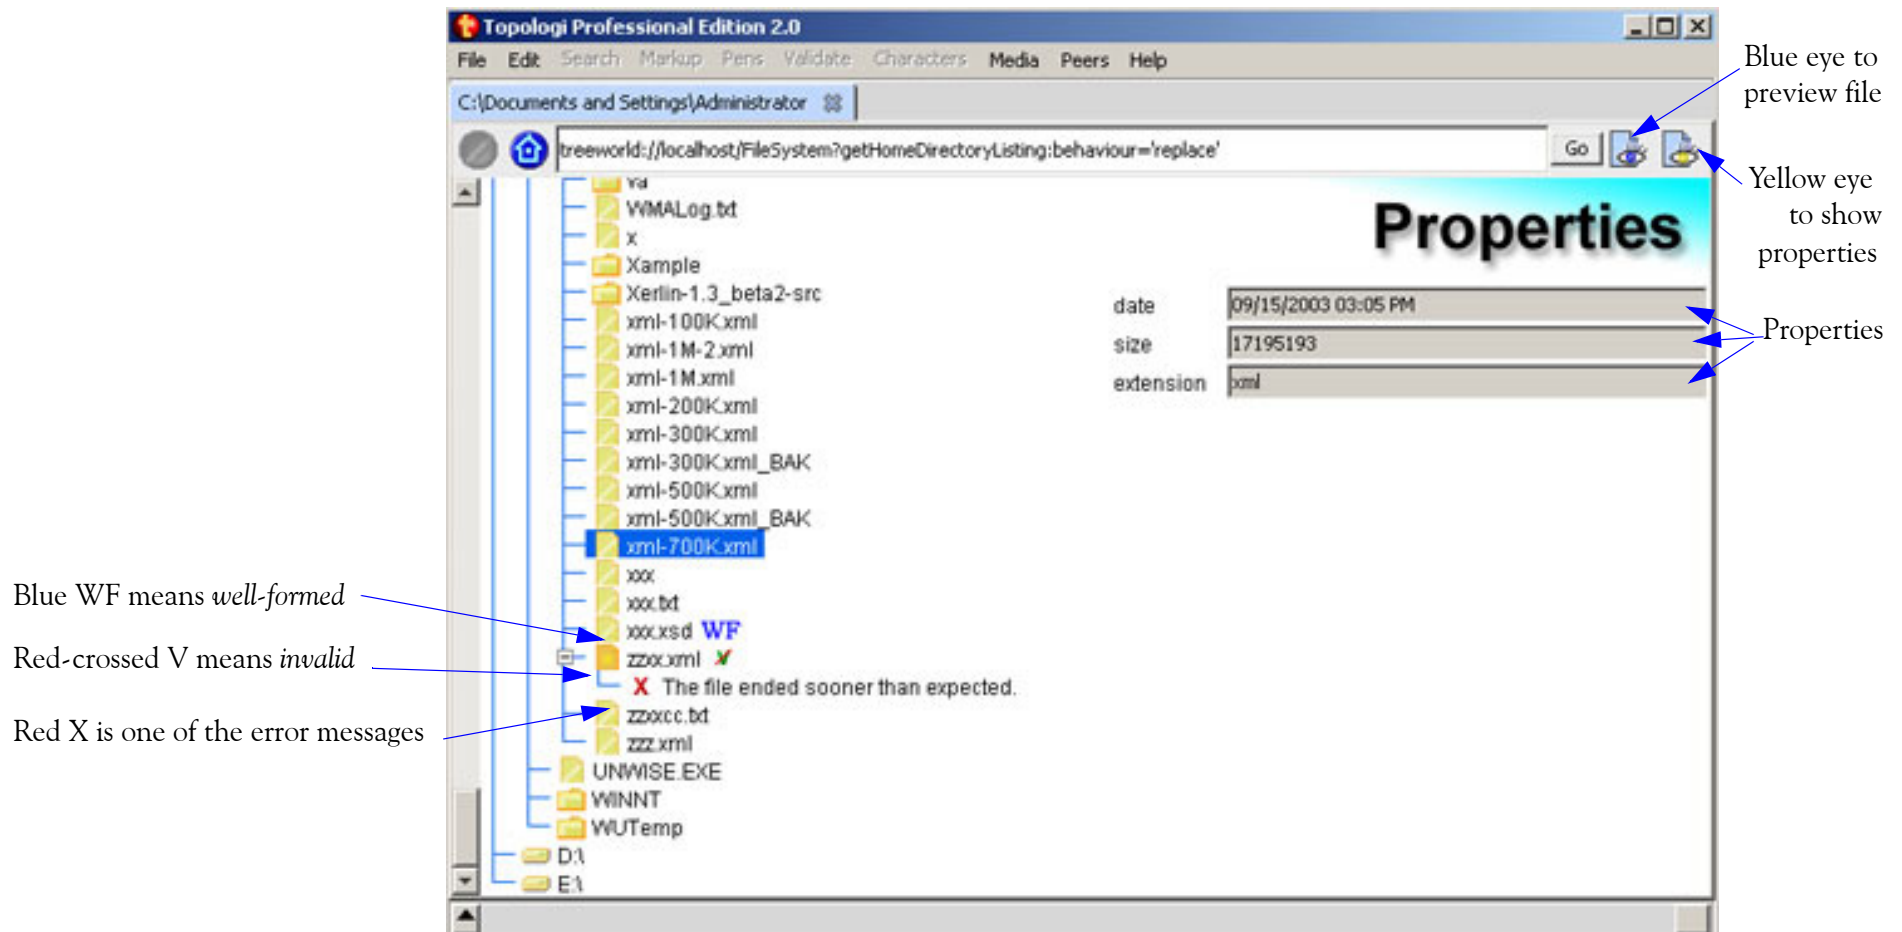 Topologi Professional Edition 2.0
File Edit Search Markup Pens Validate Characters Media Peers Help
C:\Documents and Settings\Administrator
treeworld://localhost/FileSystem?getHomeDirectoryListing:behaviour='replace'
Go
Blue eye to
preview file
Yellow eye
to show
properties
va
WMALog.txt
x
Xample
Xerlin-1.3_beta2-src
xml-100K.xml
xml-1M-2.xml
xml-1M.xml
xml-200K.xml
xml-300K.xml
xml-300K.xml_BAK
xml-500K.xml
xml-500K.xml_BAK
xml-700K.xml
xxx
xxx.txt
xxx.xsd WF
zzxx.xml V
X The file ended sooner than expected.
zzxxcc.txt
zzz.xml
UNWISE.EXE
WINNT
WUTemp
D:\
E:\
Properties
date 09/15/2003 03:05 PM
size 17195193
extension xml
Properties
Blue WF means well-formed
Red-crossed V means invalid
Red X is one of the error messages